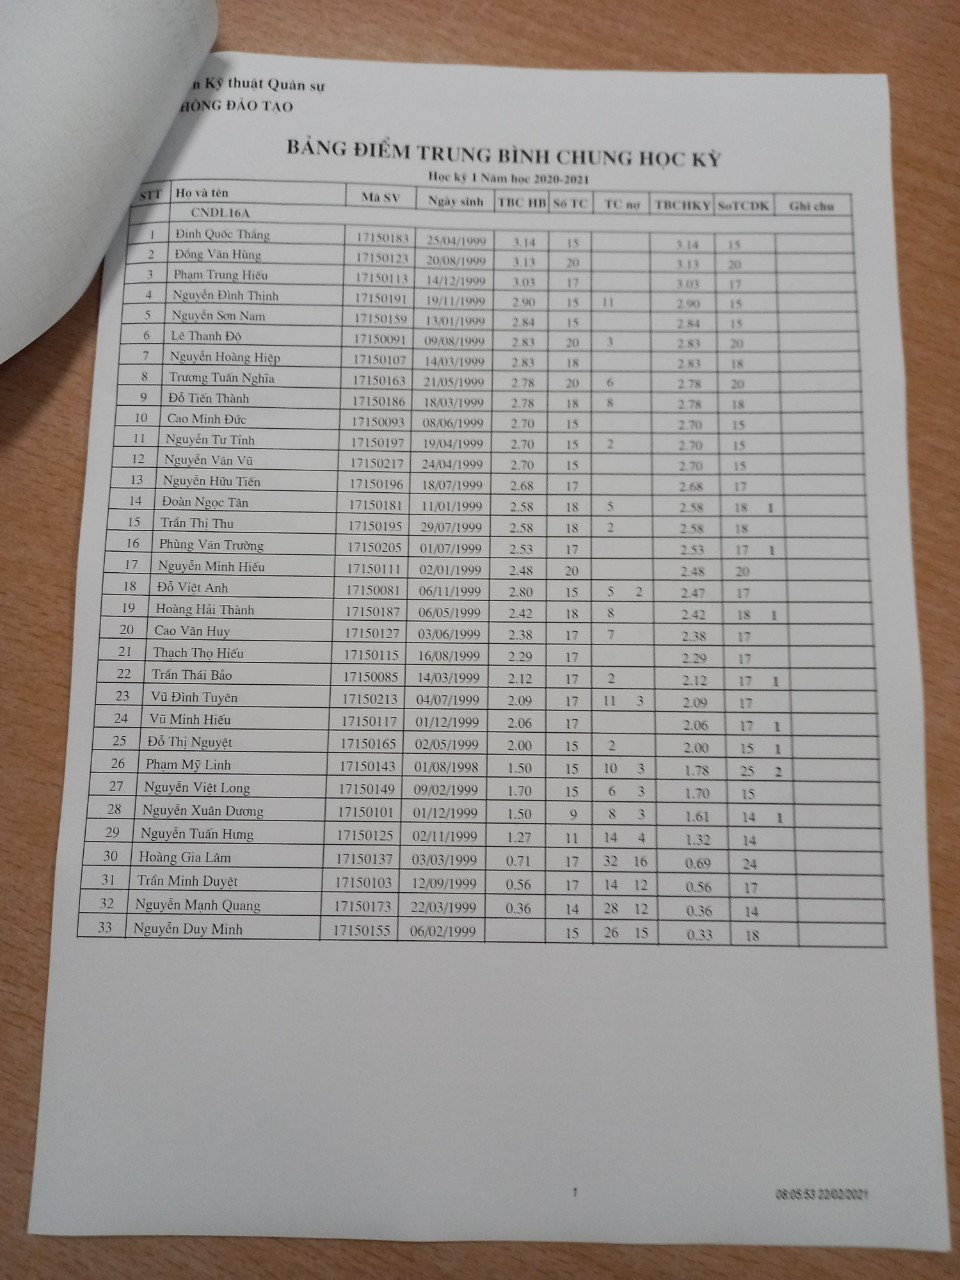 n Kỹ thuật Quân sự
HÒNG ĐÀO TẠO
BẢNG ĐIỂM TRUNG BÌNH CHUNG HỌC KỲ
Học kỳ 1 Năm học 2020-2021
STT Họ và tên Mã SV Ngày sinh TBC HB Số TC TC nợ TBCHKY SoTCDK Ghi chú
CNDL16A
1 Đinh Quốc Thắng 17150183 25/04/1999 3.14 15 3.14 15
2 Đồng Văn Hùng 17150123 20/08/1999 3.13 20 3.13 20
3 Phạm Trung Hiếu 17150113 14/12/1999 3.03 17 3.03 17
4 Nguyễn Đình Thịnh 17150191 19/11/1999 2.90 15 11 2.90 15
5 Nguyễn Sơn Nam 17150159 13/01/1999 2.84 15 2.84 15
6 Lê Thanh Độ 17150091 09/08/1999 2.83 20 3 2.83 20
7 Nguyễn Hoàng Hiệp 17150107 14/03/1999 2.83 18 2.83 18
8 Trương Tuấn Nghĩa 17150163 21/05/1999 2.78 20 6 2.78 20
9 Đỗ Tiến Thành 17150186 18/03/1999 2.78 18 8 2.78 18
10 Cao Minh Đức 17150093 08/06/1999 2.70 15 2.70 15
11 Nguyễn Tư Tỉnh 17150197 19/04/1999 2.70 15 2 2.70 15
12 Nguyễn Văn Vũ 17150217 24/04/1999 2.70 15 2.70 15
13 Nguyễn Hữu Tiến 17150196 18/07/1999 2.68 17 2.68 17
14 Đoàn Ngọc Tân 17150181 11/01/1999 2.58 18 5 2.58 18 1
15 Trần Thị Thu 17150195 29/07/1999 2.58 18 2 2.58 18
16 Phùng Văn Trường 17150205 01/07/1999 2.53 17 2.53 17 1
17 Nguyễn Minh Hiếu 17150111 02/01/1999 2.48 20 2.48 20
18 Đỗ Việt Anh 17150081 06/11/1999 2.80 15 5 2 2.47 17
19 Hoàng Hải Thành 17150187 06/05/1999 2.42 18 8 2.42 18 1
20 Cao Văn Huy 17150127 03/06/1999 2.38 17 7 2.38 17
21 Thạch Thọ Hiếu 17150115 16/08/1999 2.29 17 2.29 17
22 Trần Thái Bảo 17150085 14/03/1999 2.12 17 2 2.12 17 1
23 Vũ Đình Tuyên 17150213 04/07/1999 2.09 17 11 3 2.09 17
24 Vũ Minh Hiếu 17150117 01/12/1999 2.06 17 2.06 17 1
25 Đỗ Thị Nguyệt 17150165 02/05/1999 2.00 15 2 2.00 15 1
26 Phạm Mỹ Linh 17150143 01/08/1998 1.50 15 10 3 1.78 25 2
27 Nguyễn Việt Long 17150149 09/02/1999 1.70 15 6 3 1.70 15
28 Nguyễn Xuân Dương 17150101 01/12/1999 1.50 9 8 3 1.61 14 1
29 Nguyễn Tuấn Hưng 17150125 02/11/1999 1.27 11 14 4 1.32 14
30 Hoàng Gia Lâm 17150137 03/03/1999 0.71 17 32 16 0.69 24
31 Trần Minh Duyệt 17150103 12/09/1999 0.56 17 14 12 0.56 17
32 Nguyễn Mạnh Quang 17150173 22/03/1999 0.36 14 28 12 0.36 14
33 Nguyễn Duy Minh 17150155 06/02/1999 15 26 15 0.33 18
1
08:05:53 22/02/2021